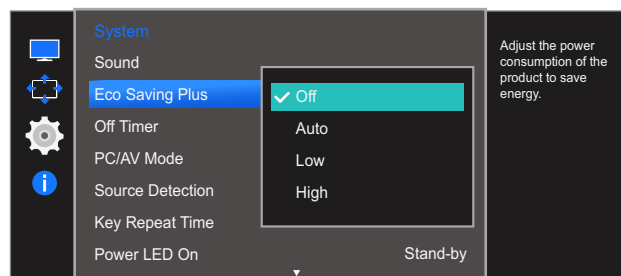 System
Sound
Eco Saving Plus
Off Timer
PC/AV Mode
Source Detection
Key Repeat Time
Power LED On Stand-by
Off
Auto
Low
High
Adjust the power
consumption of the
product to save
energy.